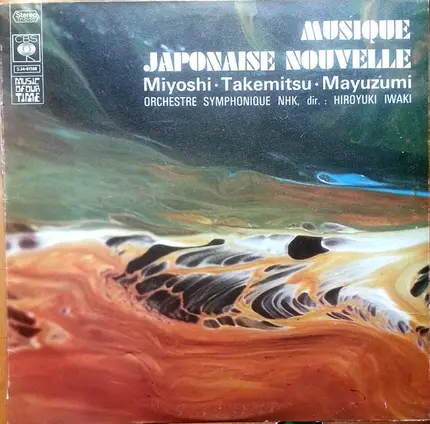 Stereo
MUSIQUE
CBS
JAPONAISE NOUVELLE
MUSIC
OF OUR
TIME
Miyoshi · Takemitsu · Mayuzumi
ORCHESTRE SYMPHONIQUE NHK, dir. : HIROYUKI IWAKI